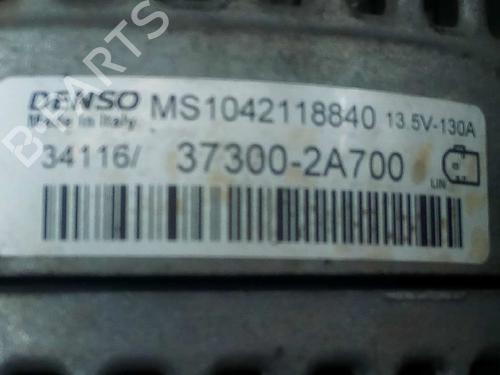 B-PARTS
DENSO MS1042118840 13.5V-130A
Made in Italy
34116/ 37300-2A700 LIN